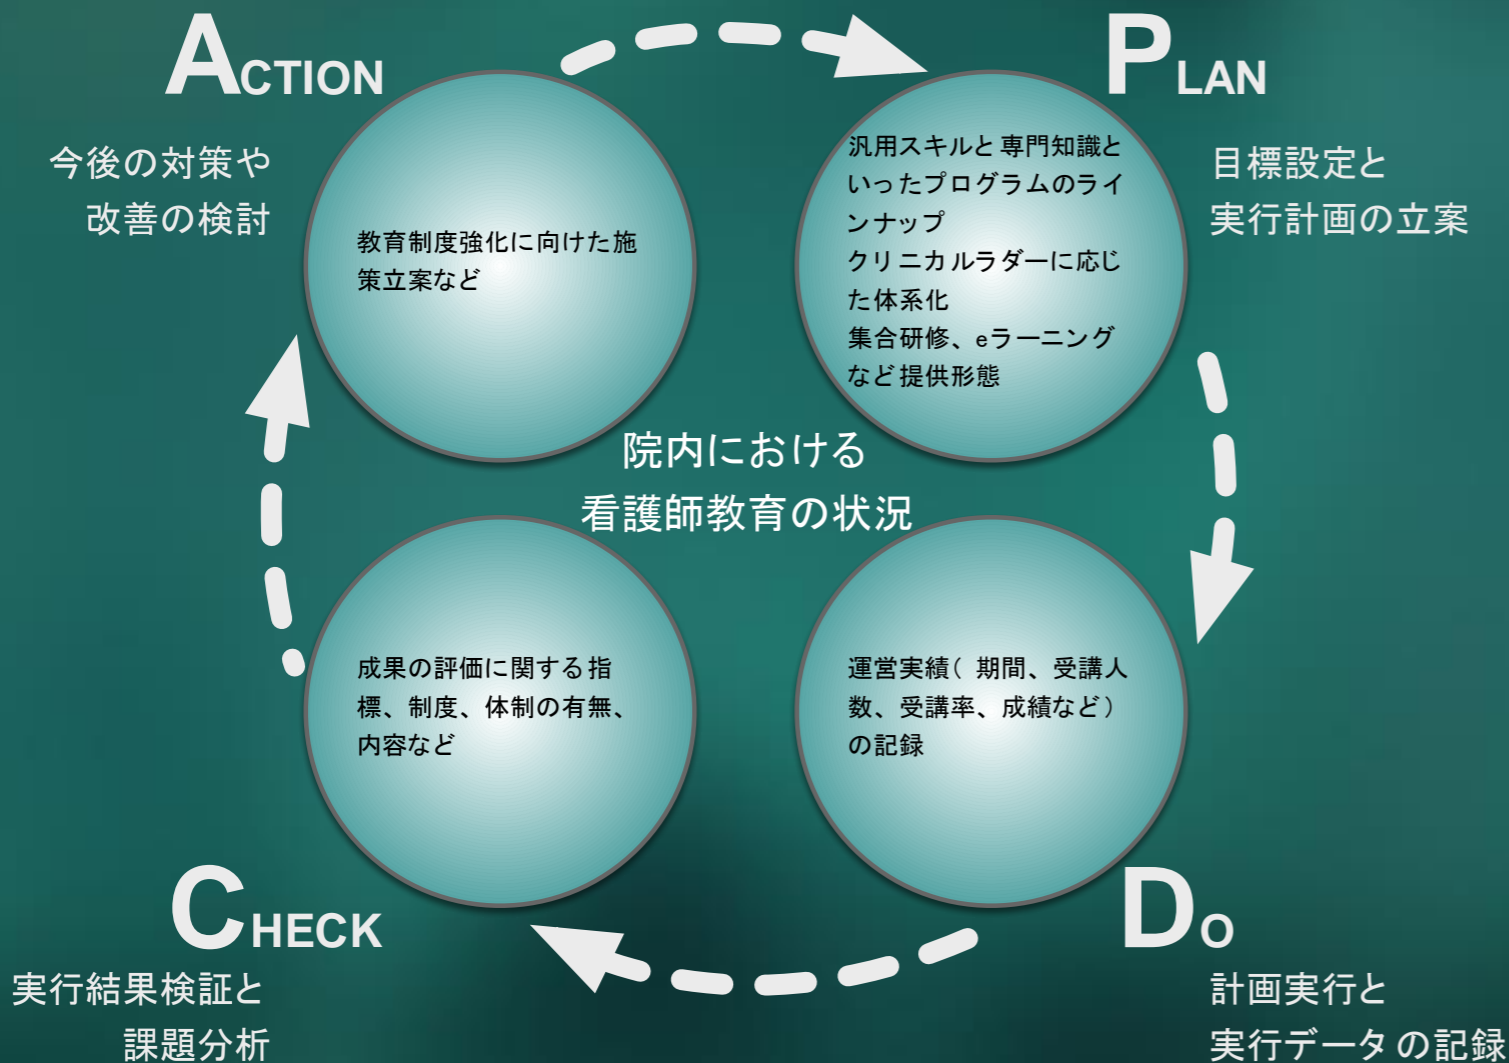 ACTION
今後の対策や
改善の検討
教育制度強化に向けた施
策立案など
PLAN
目標設定と
実行計画の立案
汎用スキルと専門知識と
いったプログラムのライ
ンナップ
クリニカルラダーに応じ
た体系化
集合研修、eラーニング
など提供形態
院内における
看護師教育の状況
成果の評価に関する指
標、制度、体制の有無、
内容など
CHECK
実行結果検証と
課題分析
運営実績(期間、受講人
数、受講率、成績など)
の記録
DO
計画実行と
実行データの記録